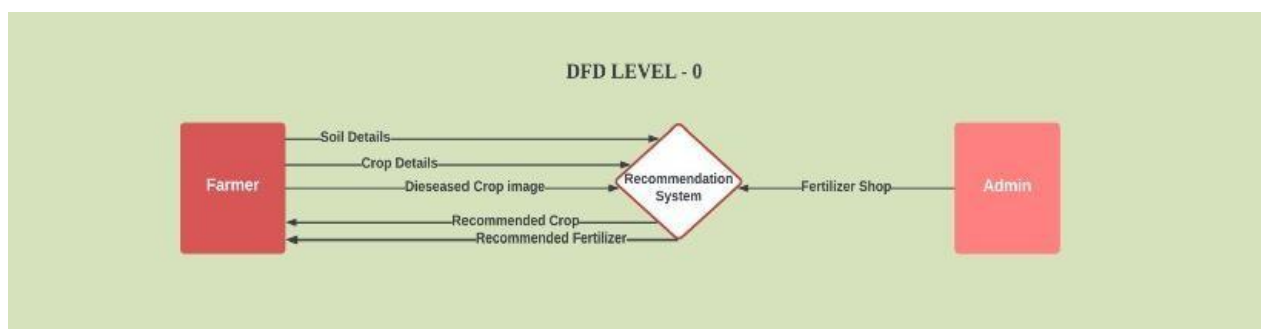 DFD LEVEL - 0
Soil Details
Crop Details
Farmer
Dieseased Crop image
Recommendation
System
Fertilizer Shop
Admin
Recommended Crop
Recommended Fertilizer